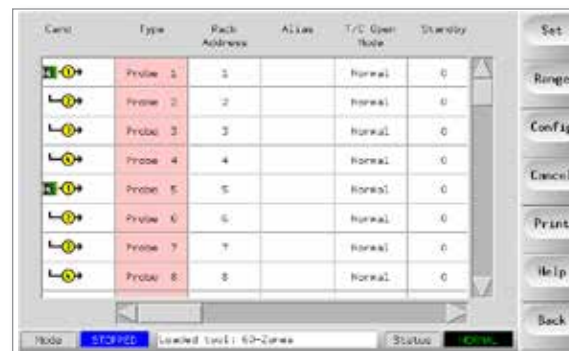 Card Type Rack Address Alias T/C Open Mode Standby Set
Probe 1 1 Normal 0
Range
Probe 2 2 Normal 0
Probe 3 3 Normal 0
Config
Probe 4 4 Normal 0
Cancel
Probe 5 5 Normal 0
Print
Probe 6 6 Normal 0
Probe 7 7 Normal 0
Help
Probe 8 8 Normal 0
Back
Mode STOPPED Loaded tool: 60-Zones Status NORMAL